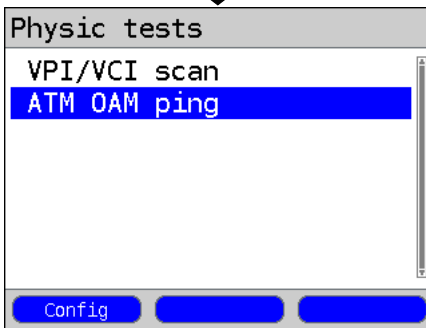 Physic tests
VPI/VCI scan
ATM OAM ping
Config